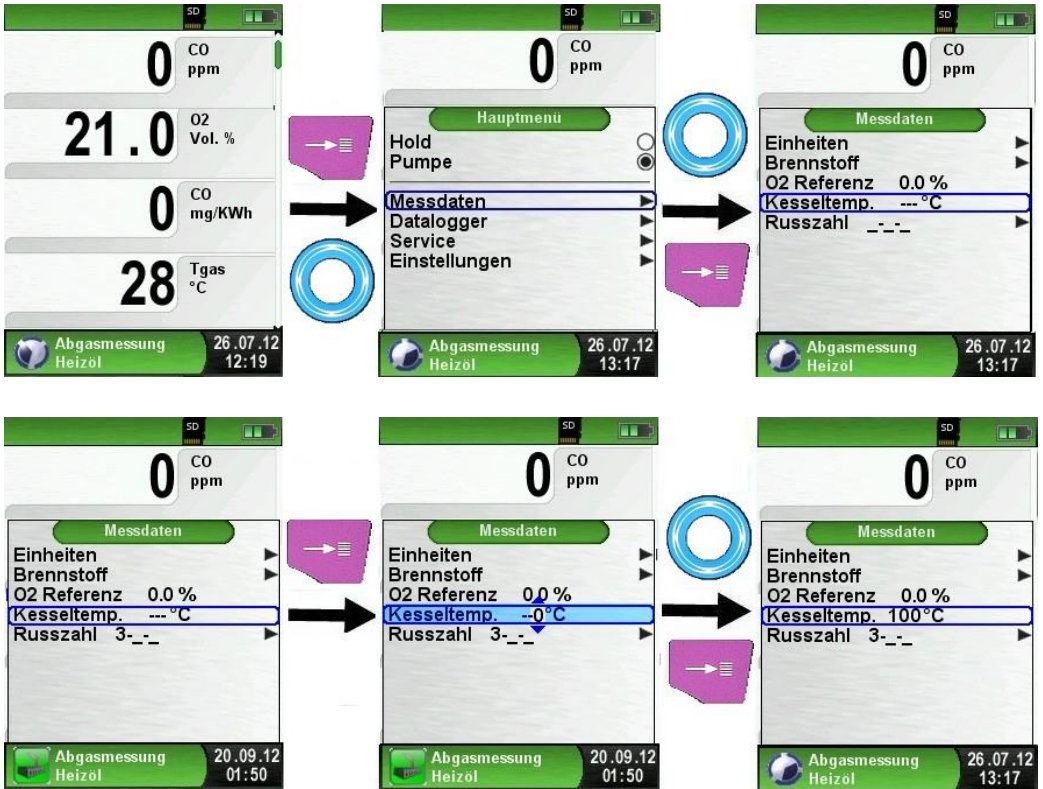 SD
0 CO
ppm
21.0 O2
Vol. %
0 CO
mg/KWh
28 Tgas
°C
Abgasmessung 26.07.12
Heizöl 12:19
SD
0 CO
ppm
Hauptmenü
Hold
Pumpe
Messdaten
Datalogger
Service
Einstellungen
Abgasmessung 26.07.12
Heizöl 13:17
SD
0 CO
ppm
Messdaten
Einheiten
Brennstoff
O2 Referenz 0.0 %
Kesseltemp. --- °C
Russzahl _-_-_
Abgasmessung 26.07.12
Heizöl 13:17
SD
0 CO
ppm
Messdaten
Einheiten
Brennstoff
O2 Referenz 0.0 %
Kesseltemp. --- °C
Russzahl 3-_-_
Abgasmessung 20.09.12
Heizöl 01:50
SD
0 CO
ppm
Messdaten
Einheiten
Brennstoff
O2 Referenz 0.0 %
Kesseltemp. --0°C
Russzahl 3-_-_
Abgasmessung 20.09.12
Heizöl 01:50
SD
0 CO
ppm
Messdaten
Einheiten
Brennstoff
O2 Referenz 0.0 %
Kesseltemp. 100°C
Russzahl 3-_-_
Abgasmessung 26.07.12
Heizöl 13:17